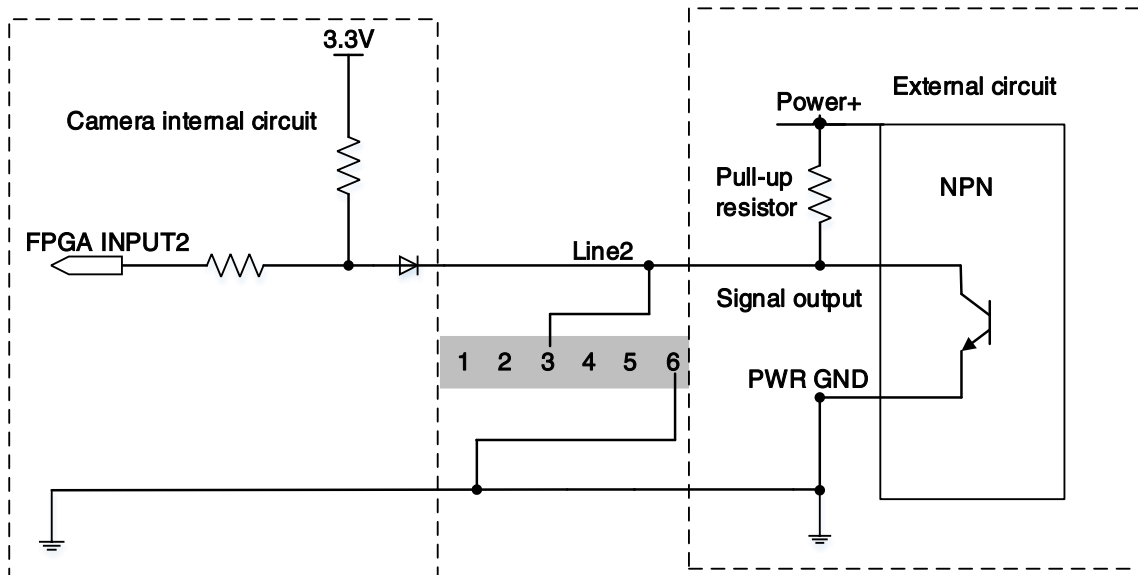 3.3V
Camera internal circuit
External circuit
Power+
Pull-up
resistor
NPN
FPGA INPUT2
Line2
Signal output
1 2 3 4 5 6
PWR GND